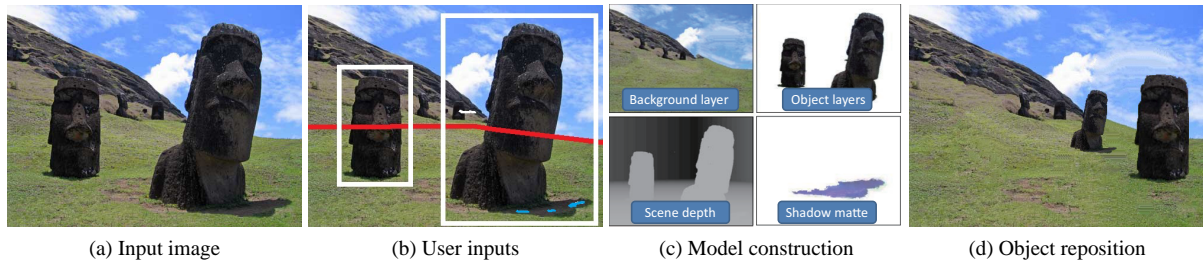 Background layer
Object layers
Scene depth
Shadow matte
(a) Input image
(b) User inputs
(c) Model construction
(d) Object reposition